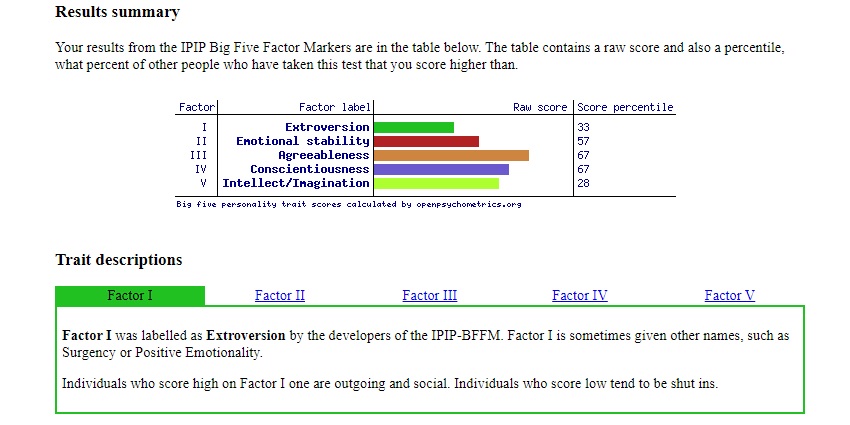 Results summary
Your results from the IPIP Big Five Factor Markers are in the table below. The table contains a raw score and also a percentile,
what percent of other people who have taken this test that you score higher than.
Factor Factor label Raw score Score percentile
I Extroversion 33
II Emotional stability 57
III Agreeableness 67
IV Conscientiousness 67
V Intellect/Imagination 28
Big five personality trait scores calculated by openpsychometrics.org
Trait descriptions
Factor I Factor II Factor III Factor IV Factor V
Factor I was labelled as Extroversion by the developers of the IPIP-BFFM. Factor I is sometimes given other names, such as
Surgency or Positive Emotionality.
Individuals who score high on Factor I one are outgoing and social. Individuals who score low tend to be shut ins.